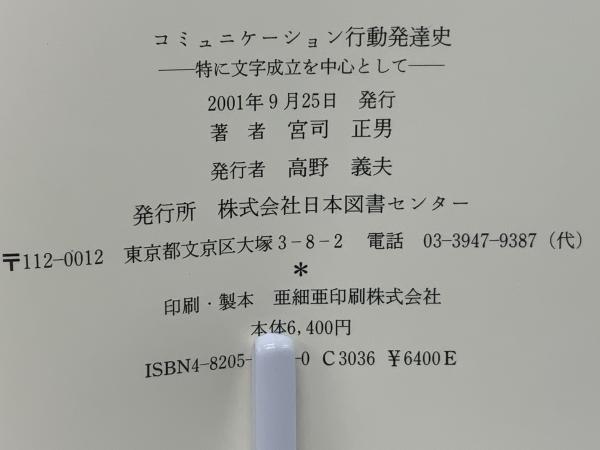 コミュニケーション行動発達史
――特に文字成立を中心として――
2001年9月25日　発行
著　者　宮司　正男
発行者　高野　義夫
発行所　株式会社日本図書センター
〒112-0012　東京都文京区大塚3-8-2　電話　03-3947-9387（代）
*
印刷・製本　亜細亜印刷株式会社
本体6,400円
ISBN4-8205- -0 C3036 ¥6400E